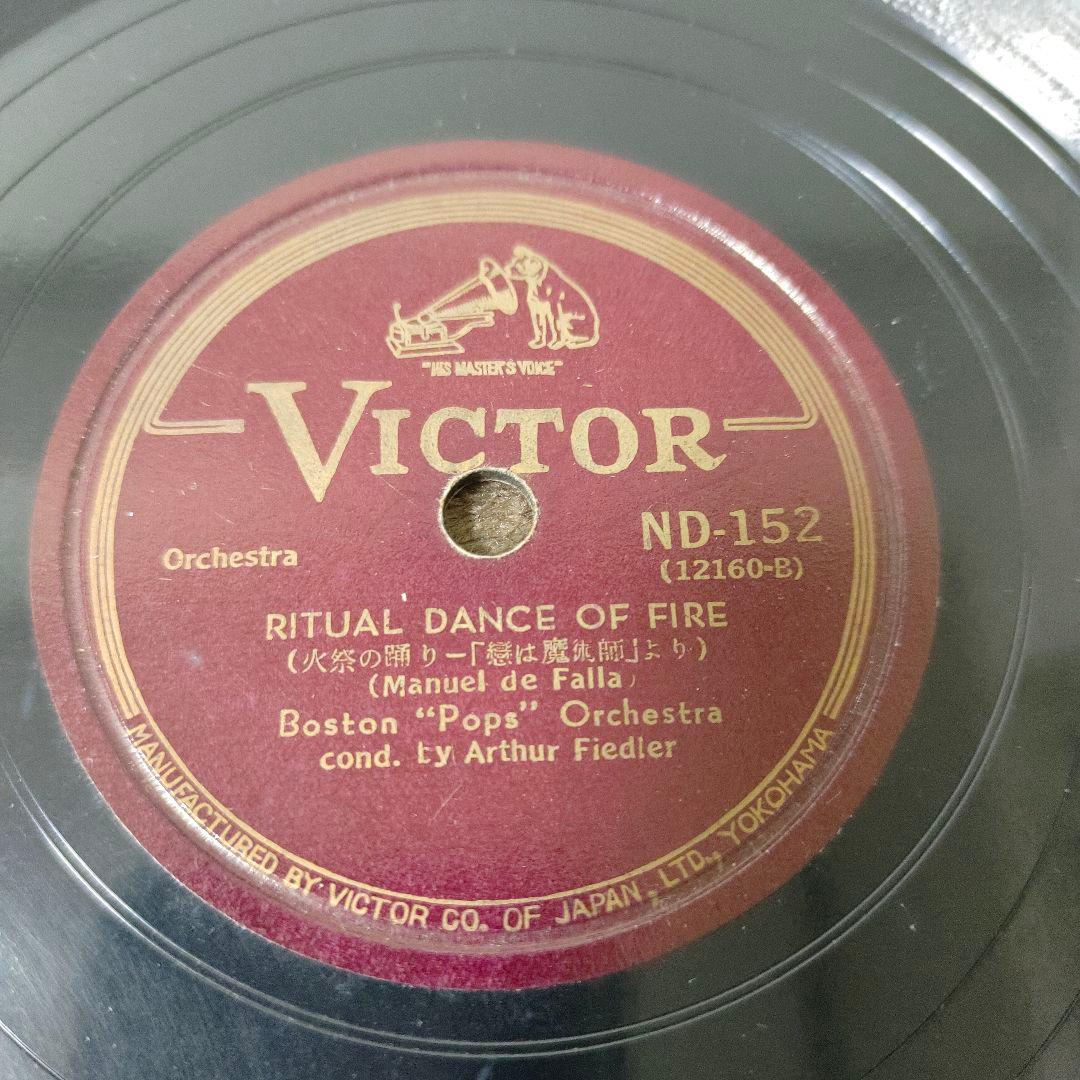 "HIS MASTER'S VOICE"
VICTOR
Orchestra
ND-152
(12160-B)
RITUAL DANCE OF FIRE
(火祭の踊りー「戀は魔術師」より)
(Manuel de Falla)
Boston "Pops" Orchestra
cond. by Arthur Fiedler
MANUFACTURED BY VICTOR CO. OF JAPAN, LTD., YOKOHAMA